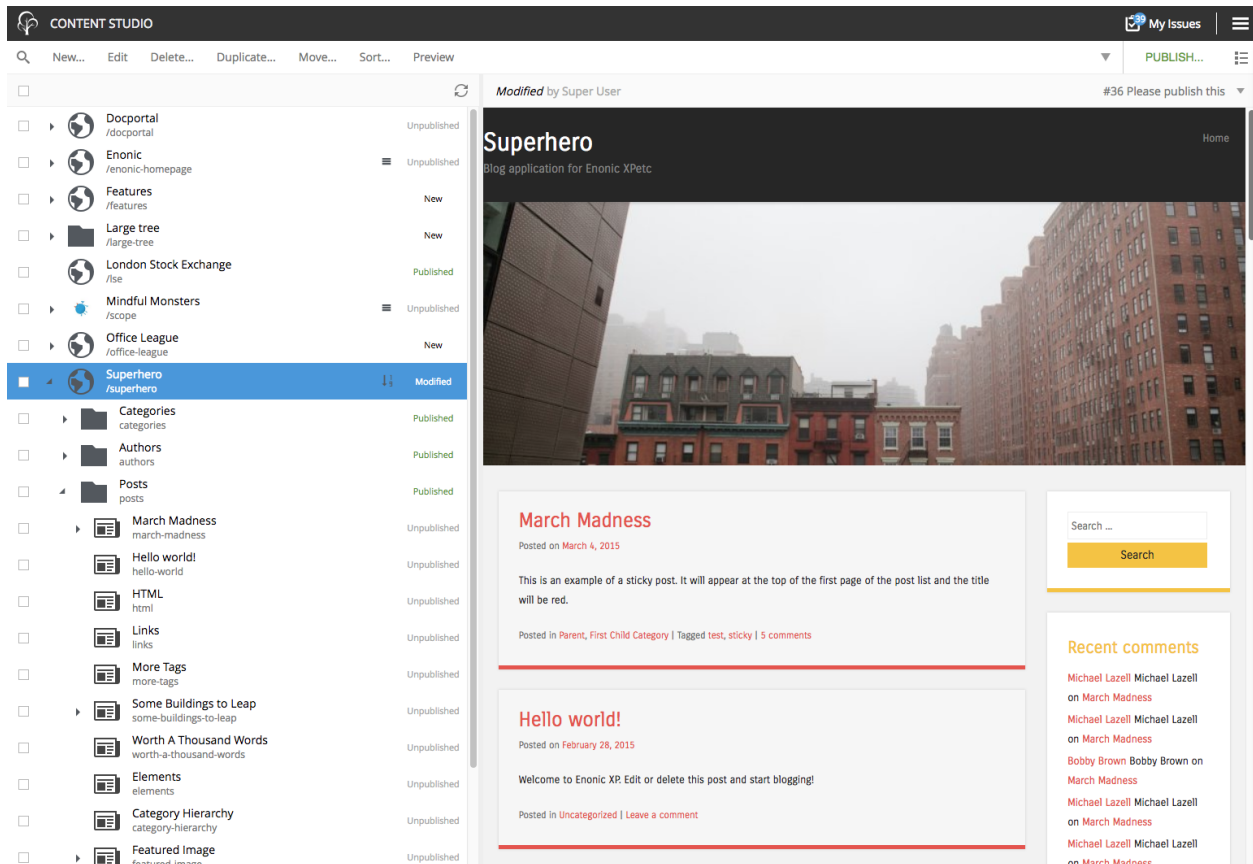 CONTENT STUDIO
39 My Issues
New... Edit Delete... Duplicate... Move... Sort... Preview
PUBLISH...
Modified by Super User
#36 Please publish this
Docportal
/docportal
Unpublished
Enonic
/enonic-homepage
Unpublished
Features
/features
New
Large tree
/large-tree
New
London Stock Exchange
/lse
Published
Mindful Monsters
/scope
Unpublished
Office League
/office-league
New
Superhero
/superhero
Modified
Categories
categories
Published
Authors
authors
Published
Posts
posts
Published
March Madness
march-madness
Unpublished
Hello world!
hello-world
Unpublished
HTML
html
Unpublished
Links
links
Unpublished
More Tags
more-tags
Unpublished
Some Buildings to Leap
some-buildings-to-leap
Unpublished
Worth A Thousand Words
worth-a-thousand-words
Unpublished
Elements
elements
Unpublished
Category Hierarchy
category-hierarchy
Unpublished
Featured Image
featured-image
Unpublished
Superhero
Home
Blog application for Enonic XPetc
March Madness
Posted on March 4, 2015
This is an example of a sticky post. It will appear at the top of the first page of the post list and the title
will be red.
Posted in Parent, First Child Category | Tagged test, sticky | 5 comments
Hello world!
Posted on February 28, 2015
Welcome to Enonic XP. Edit or delete this post and start blogging!
Posted in Uncategorized | Leave a comment
Search ...
Search
Recent comments
Michael Lazell Michael Lazell
on March Madness
Michael Lazell Michael Lazell
on March Madness
Bobby Brown Bobby Brown on
March Madness
Michael Lazell Michael Lazell
on March Madness
Michael Lazell Michael Lazell
on March Madness